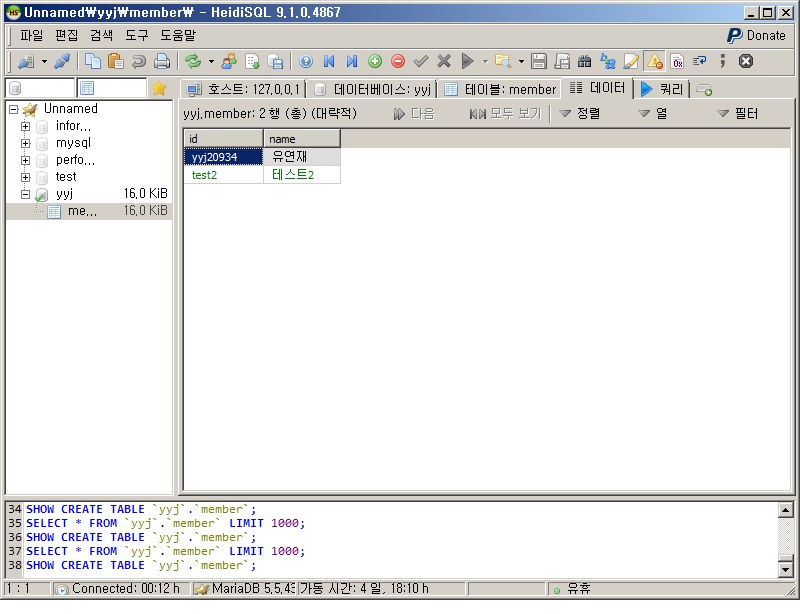 Unnamed₩yyj₩member₩ - HeidiSQL 9.1.0.4867
파일 편집 검색 도구 도움말
Donate
호스트: 127.0.0.1 데이터베이스: yyj 테이블: member 데이터 쿼리
yyj.member: 2 행 (총) (대략적) 다음 모두 보기 정렬 열 필터
Unnamed
infor...
mysql
perfo...
test
yyj 16.0 KiB
me... 16.0 KiB
id name
yyj20934 유연재
test2 테스트2
34 SHOW CREATE TABLE `yyj`.`member`;
35 SELECT * FROM `yyj`.`member` LIMIT 1000;
36 SHOW CREATE TABLE `yyj`.`member`;
37 SELECT * FROM `yyj`.`member` LIMIT 1000;
38 SHOW CREATE TABLE `yyj`.`member`;
1 : 1 Connected: 00:12 h MariaDB 5.5.43 가동 시간: 4 일, 18:10 h 유휴